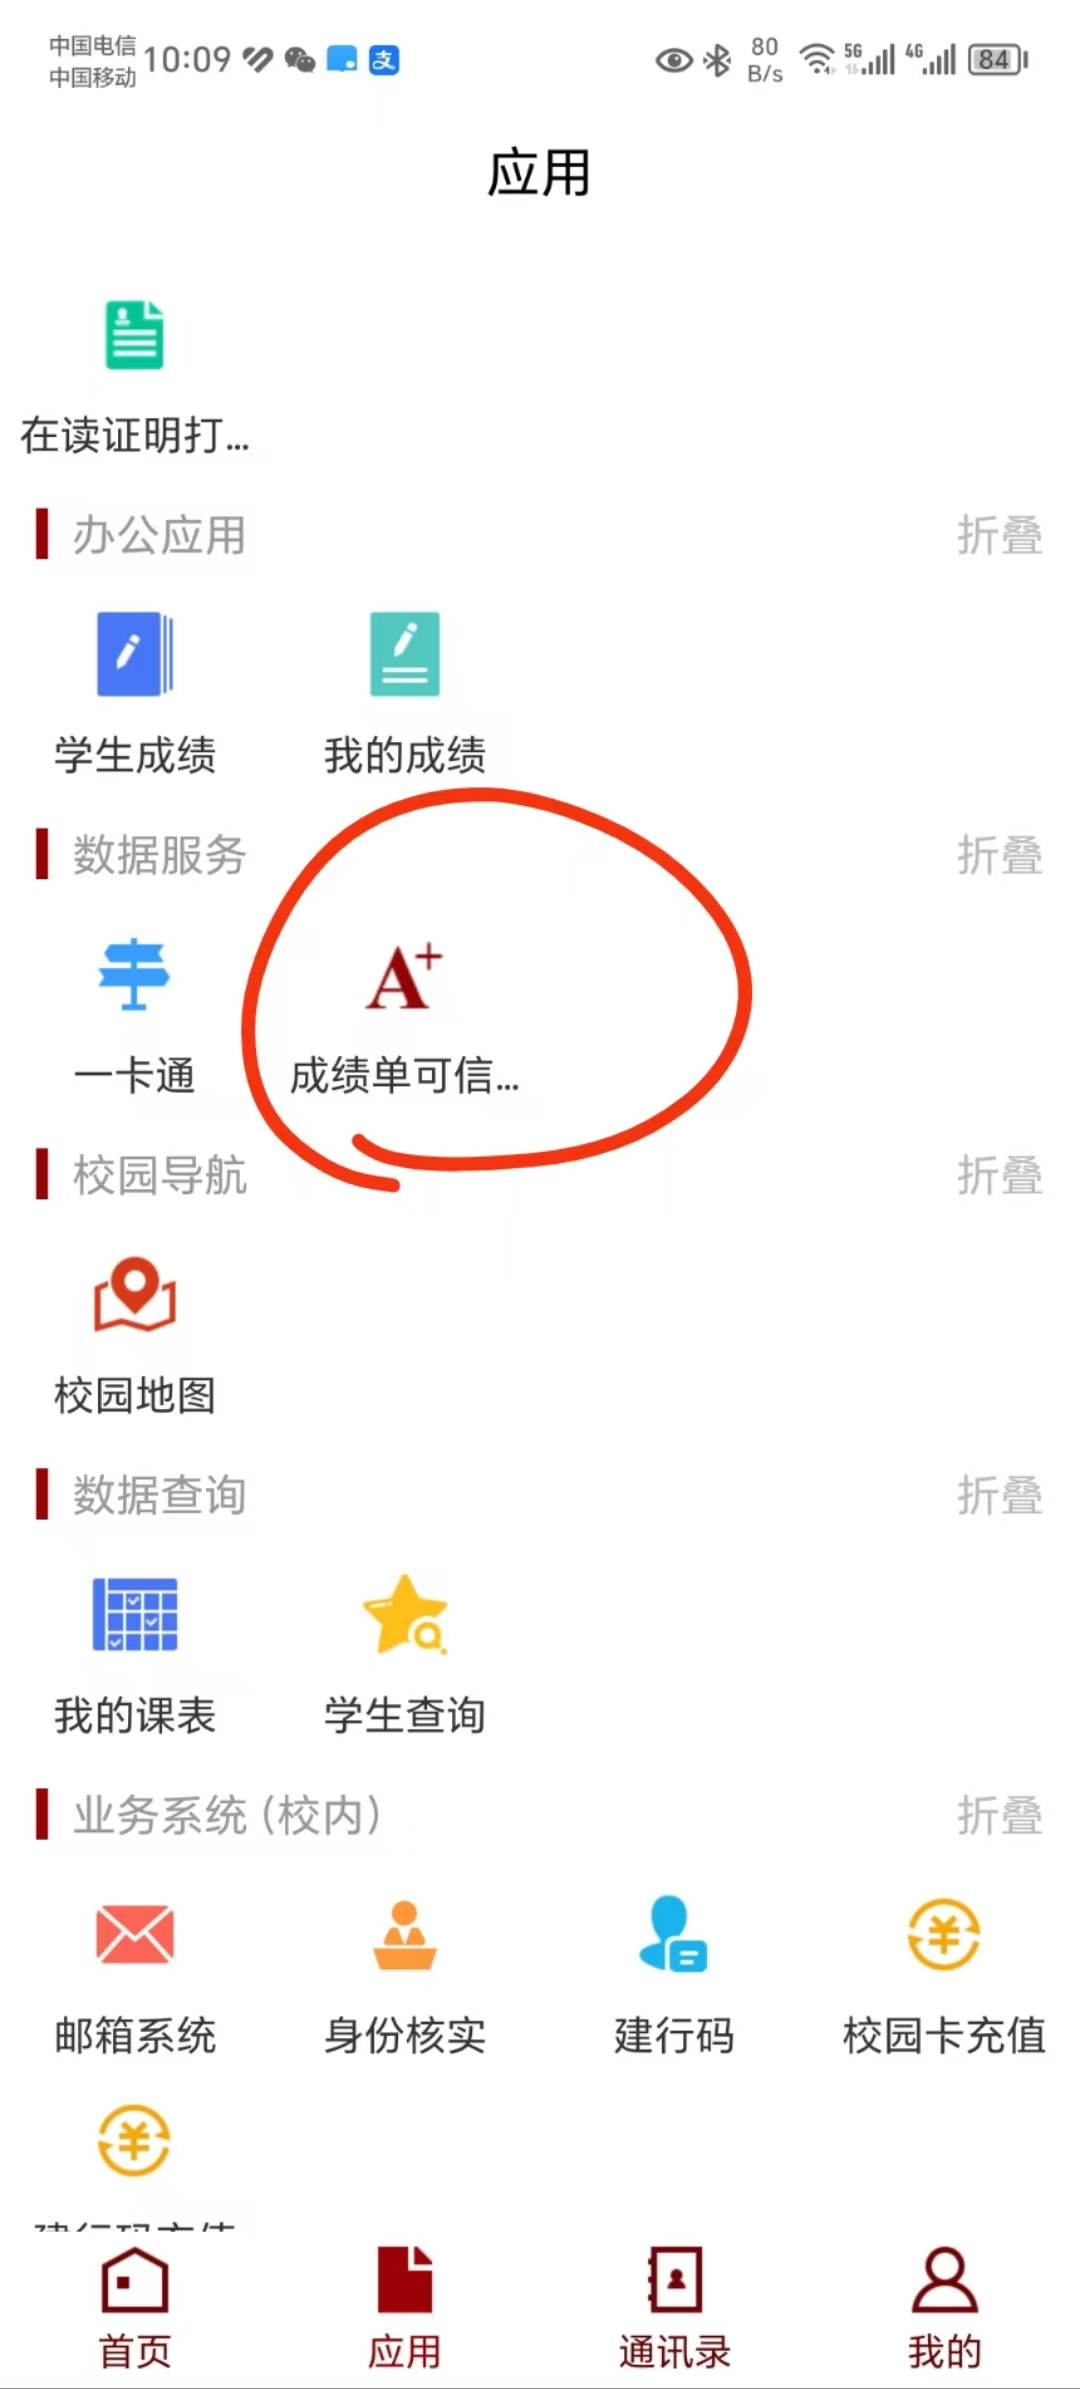 中国电信
中国移动
10:09
80
B/s
5G
4G
84
应用
在读证明打...
办公应用 折叠
学生成绩 我的成绩
数据服务 折叠
A+
一卡通 成绩单可信...
校园导航 折叠
校园地图
数据查询 折叠
我的课表 学生查询
业务系统(校内) 折叠
邮箱系统 身份核实 建行码 校园卡充值
首页 应用 通讯录 我的